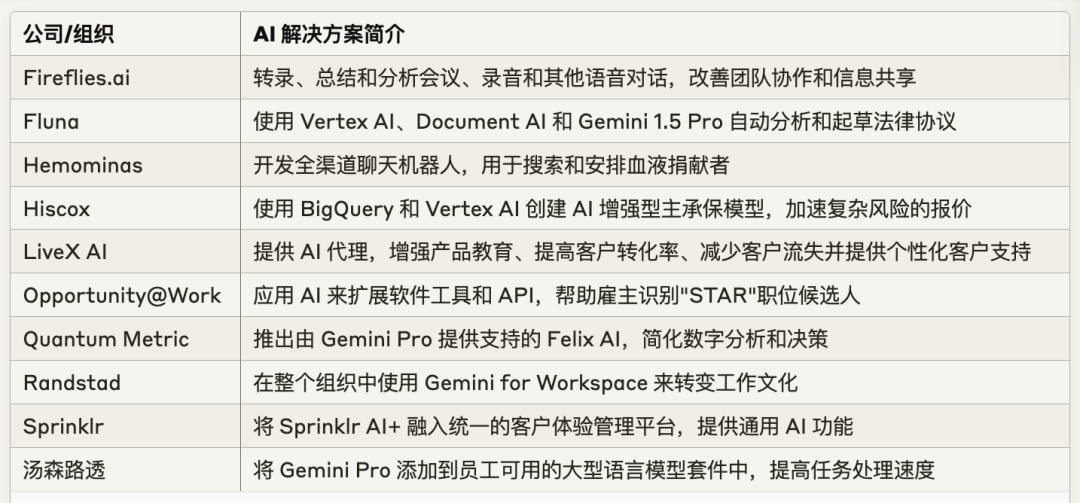 公司/组织 AI 解决方案简介
Fireflies.ai 转录、总结和分析会议、录音和其他语音对话，改善团队协作和信息共享
Fluna 使用 Vertex AI、Document AI 和 Gemini 1.5 Pro 自动分析和起草法律协议
Hemominas 开发全渠道聊天机器人，用于搜索和安排血液捐献者
Hiscox 使用 BigQuery 和 Vertex AI 创建 AI 增强型主承保模型，加速复杂风险的报价
LiveX AI 提供 AI 代理，增强产品教育、提高客户转化率、减少客户流失并提供个性化客户支持
Opportunity@Work 应用 AI 来扩展软件工具和 API，帮助雇主识别"STAR"职位候选人
Quantum Metric 推出由 Gemini Pro 提供支持的 Felix AI，简化数字分析和决策
Randstad 在整个组织中使用 Gemini for Workspace 来转变工作文化
Sprinklr 将 Sprinklr AI+ 融入统一的客户体验管理平台，提供通用 AI 功能
汤森路透 将 Gemini Pro 添加到员工可用的大型语言模型套件中，提高任务处理速度